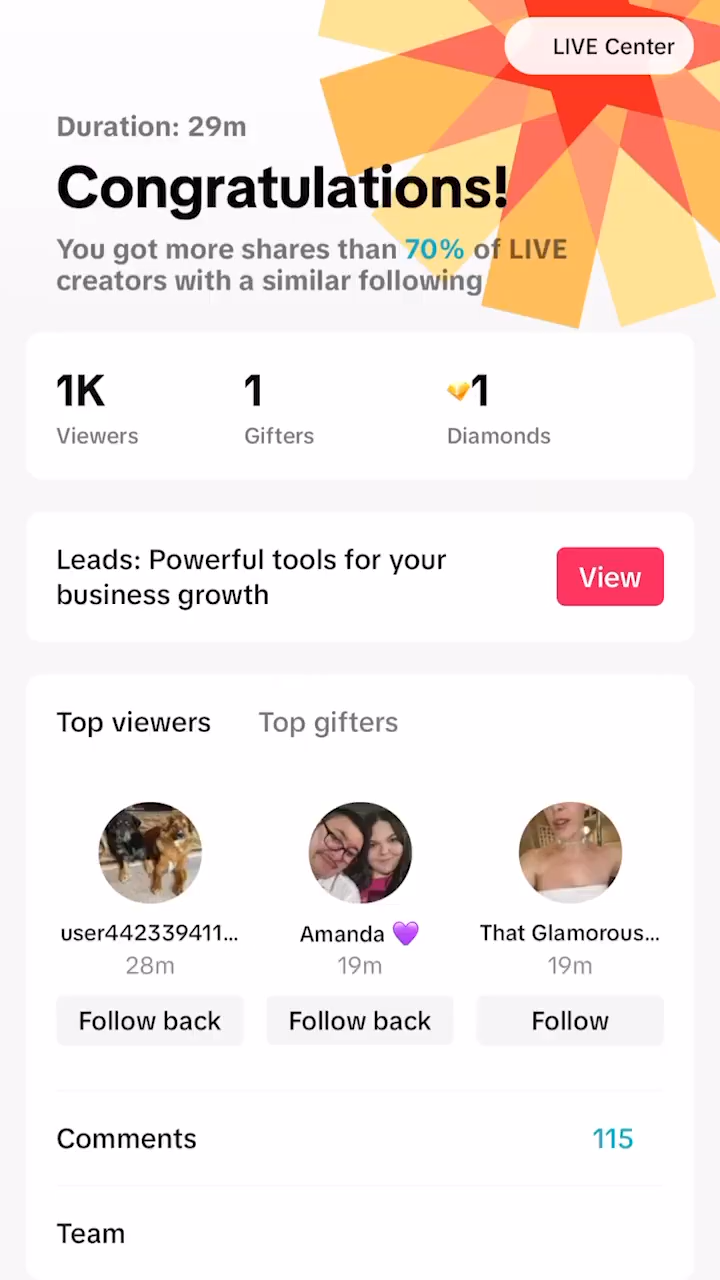 LIVE Center
Duration: 29m
Congratulations!
You got more shares than 70% of LIVE
creators with a similar following
1K
1
1
Viewers
Gifters
Diamonds
Leads: Powerful tools for your
business growth
View
Top viewers
Top gifters
user442339411...
Amanda 💜
That Glamorous...
28m
19m
19m
Follow back
Follow back
Follow
Comments
115
Team